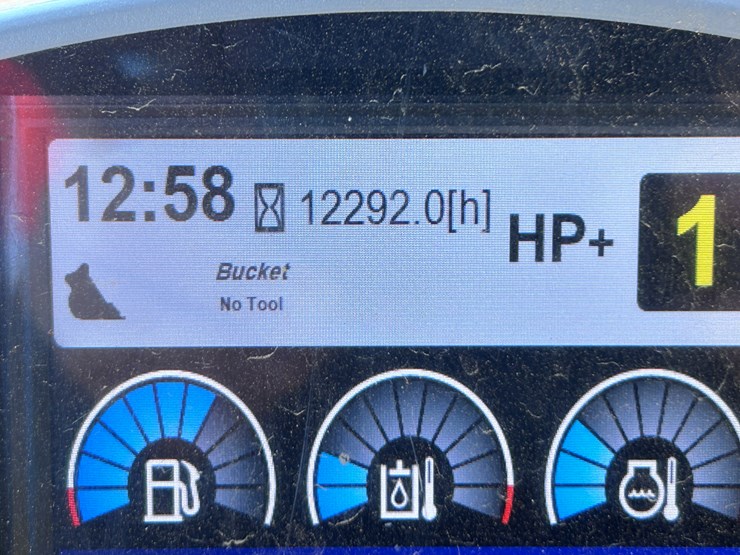 12:58 12292.0[h] HP+ 1
Bucket
No Tool